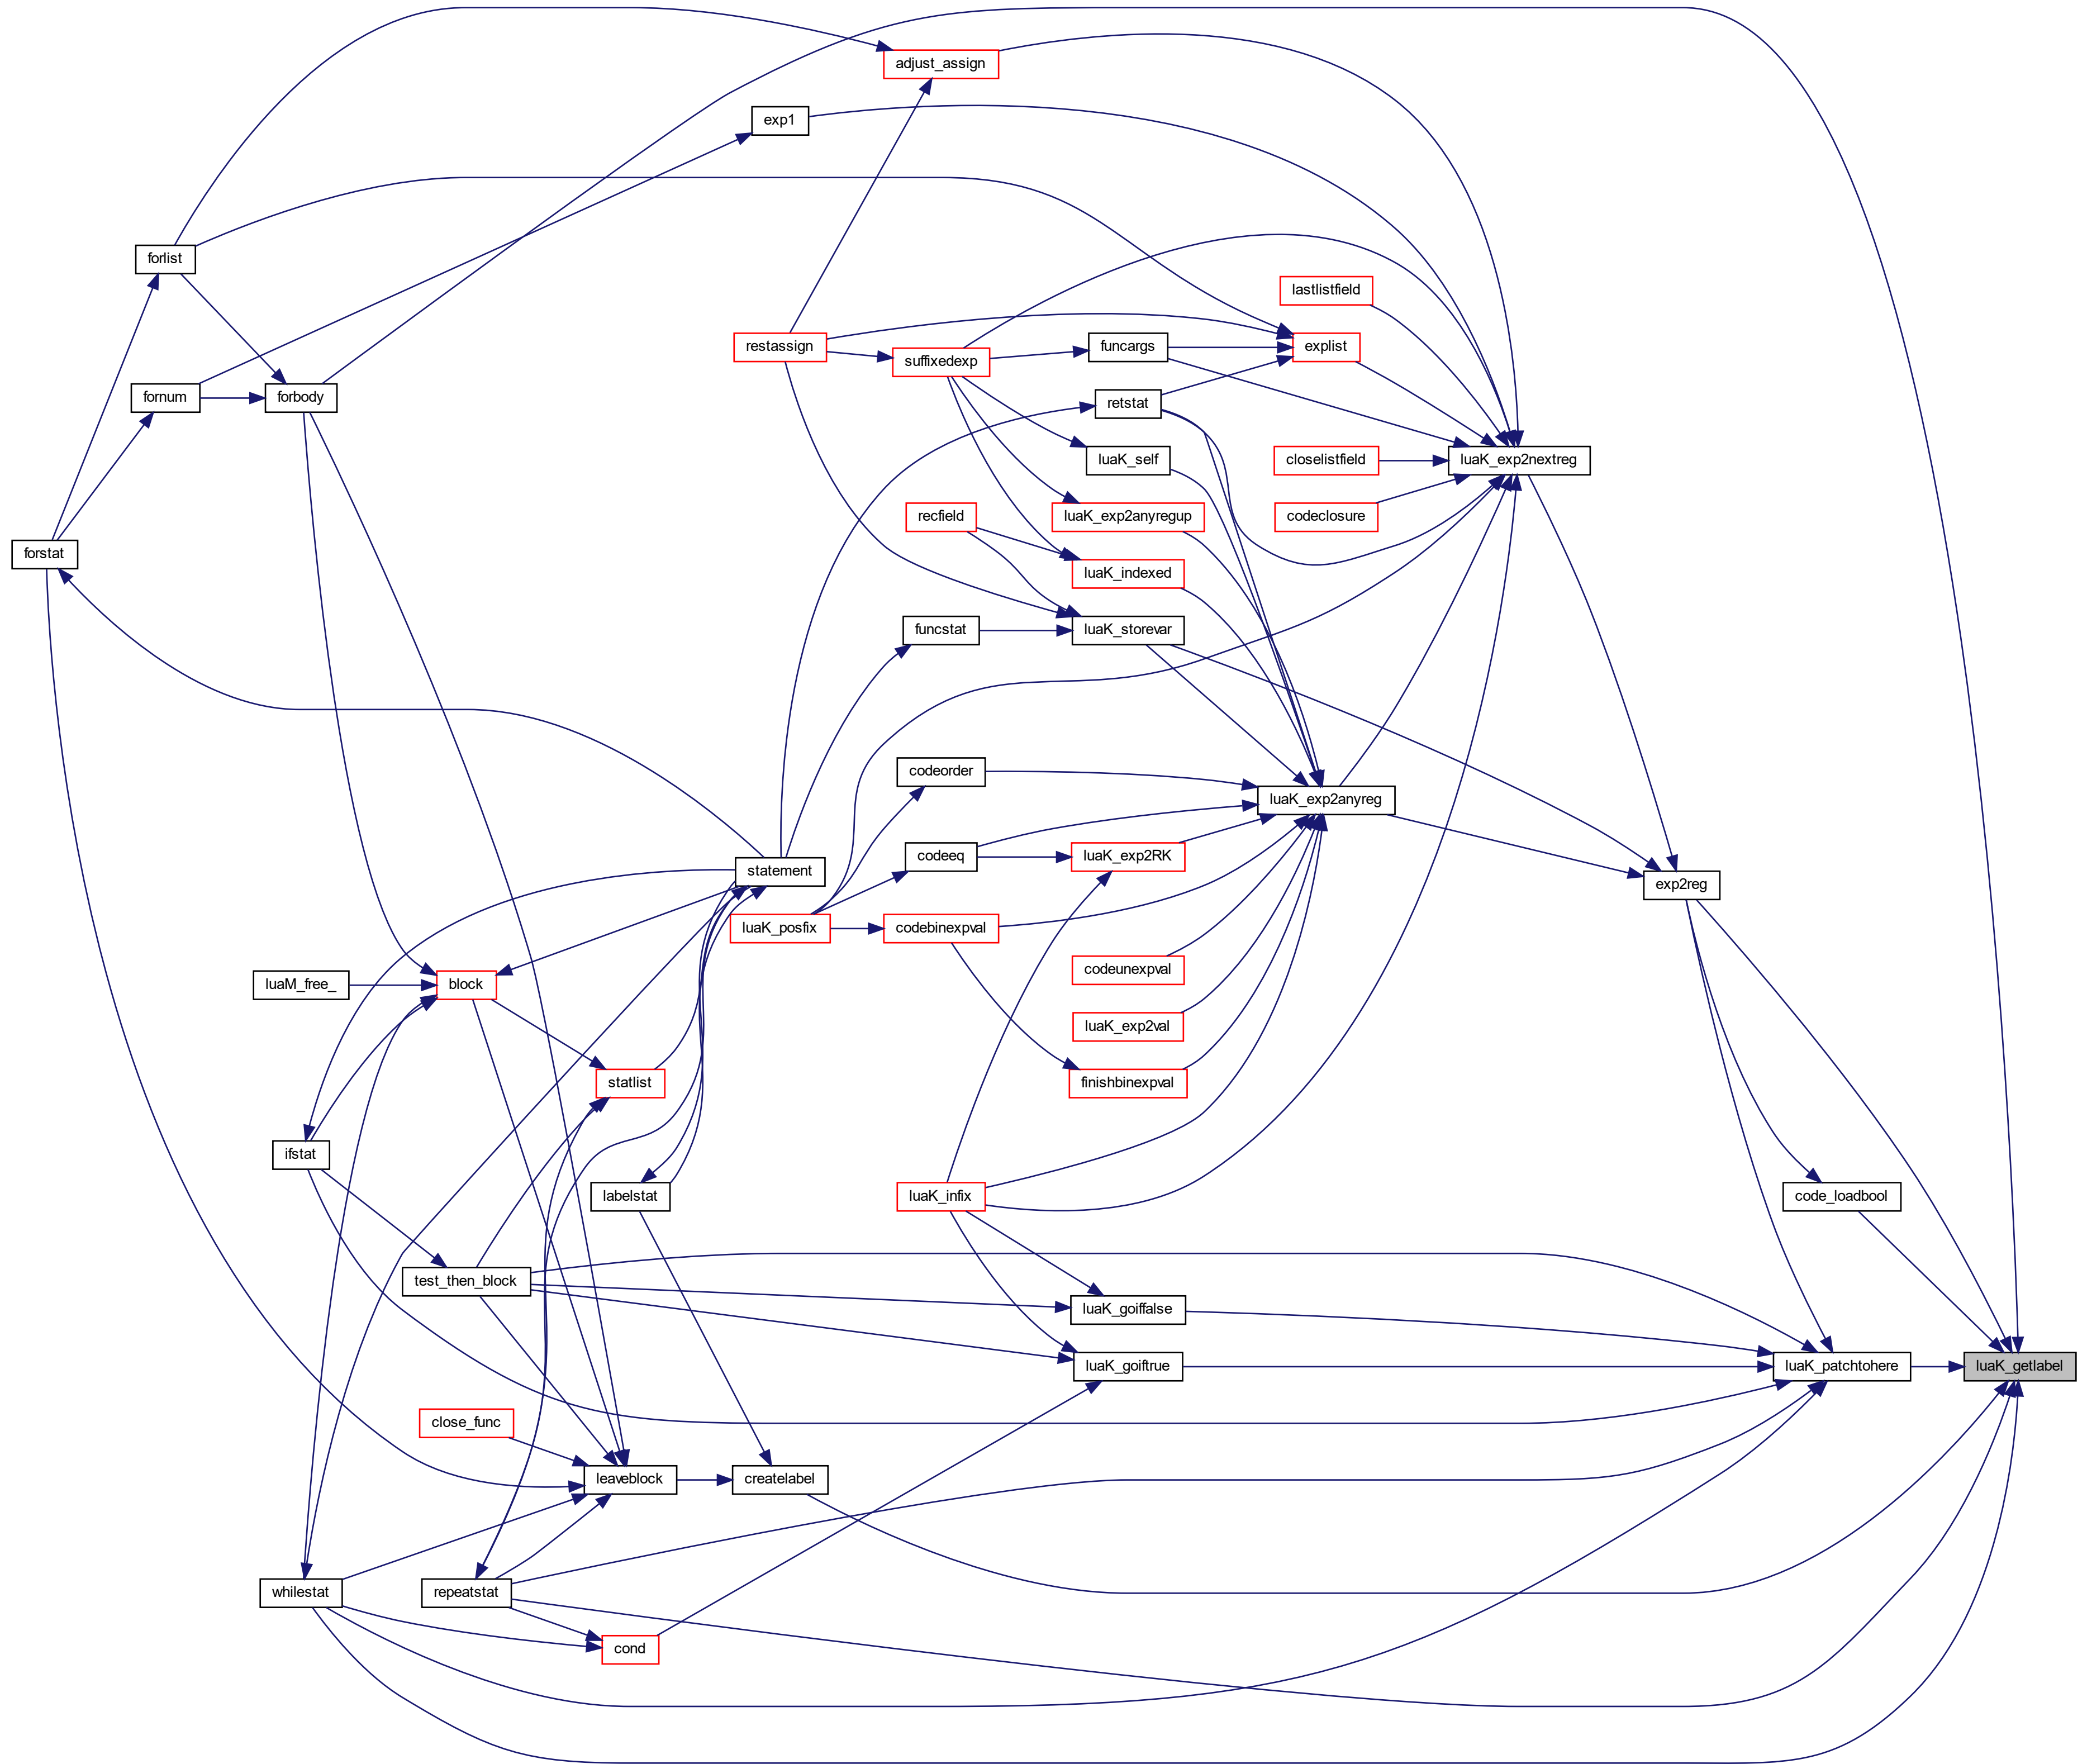 adjust_assign
exp1
forlist
lastlistfield
restassign
suffixedexp
funcargs
explist
fornum
forbody
retstat
luaK_self
closelistfield
luaK_exp2nextreg
recfield
luaK_exp2anyregup
codeclosure
forstat
luaK_indexed
funcstat
luaK_storevar
codeorder
luaK_exp2anyreg
statement
codeeq
luaK_exp2RK
exp2reg
luaK_posfix
codebinexpval
luaM_free_
block
codeunexpval
luaK_exp2val
statlist
finishbinexpval
ifstat
labelstat
luaK_infix
code_loadbool
test_then_block
luaK_goiffalse
luaK_goiftrue
luaK_patchtohere
luaK_getlabel
close_func
leaveblock
createlabel
whilestat
repeatstat
cond